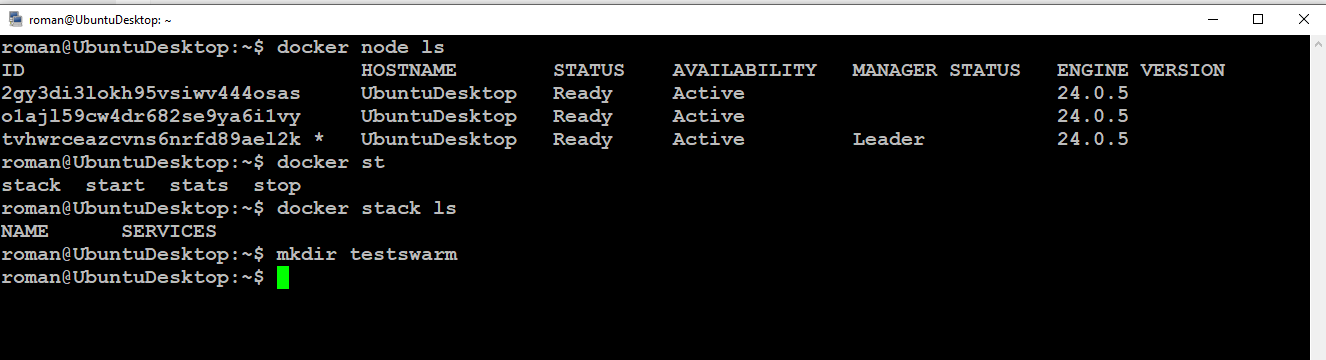 roman@UbuntuDesktop: ~
roman@UbuntuDesktop:~$ docker node ls
ID HOSTNAME STATUS AVAILABILITY MANAGER STATUS ENGINE VERSION
2gy3di3lokh95vsiwv444osas UbuntuDesktop Ready Active 24.0.5
o1ajl59cw4dr682se9ya6i1vy UbuntuDesktop Ready Active 24.0.5
tvhwrceazcvns6nrfd89ael2k * UbuntuDesktop Ready Active Leader 24.0.5
roman@UbuntuDesktop:~$ docker st
stack start stats stop
roman@UbuntuDesktop:~$ docker stack ls
NAME SERVICES
roman@UbuntuDesktop:~$ mkdir testswarm
roman@UbuntuDesktop:~$